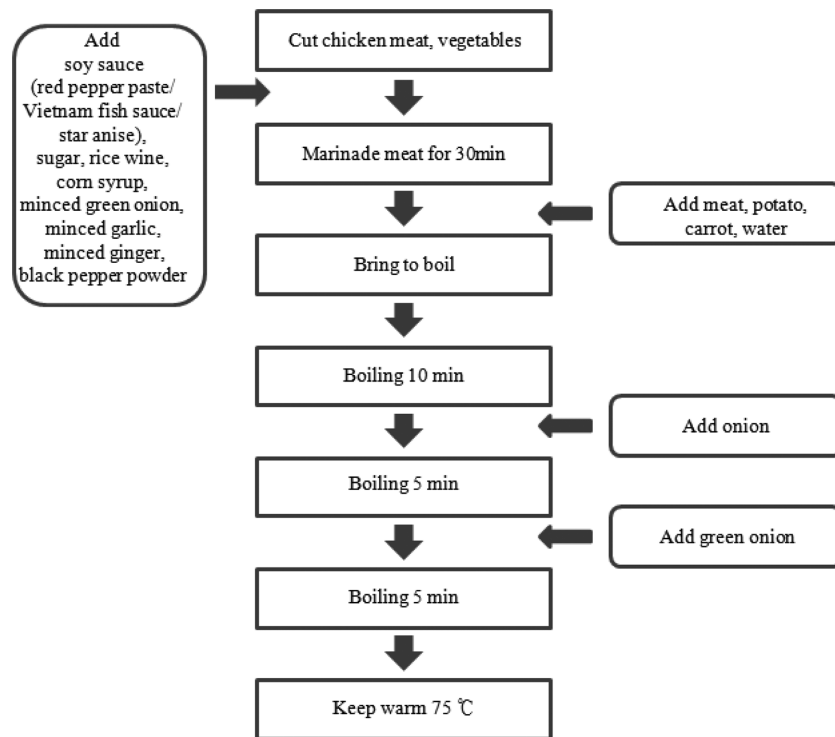 Add
soy sauce
(red pepper paste/
Vietnam fish sauce/
star anise),
sugar, rice wine,
corn syrup,
minced green onion,
minced garlic,
minced ginger,
black pepper powder
Cut chicken meat, vegetables
Marinade meat for 30min
Add meat, potato,
carrot, water
Bring to boil
Boiling 10 min
Add onion
Boiling 5 min
Add green onion
Boiling 5 min
Keep warm 75 ℃